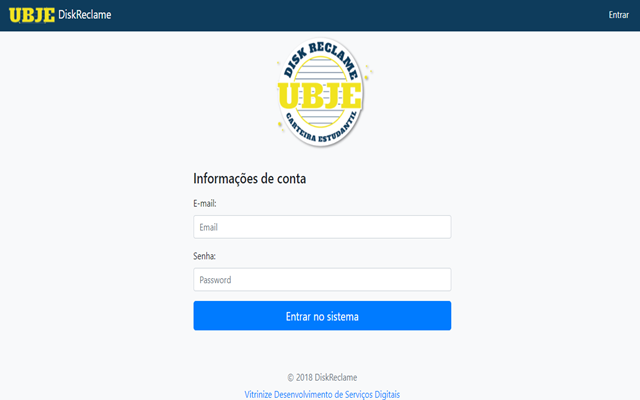 UBJE DiskReclame
Entrar
DISK RECLAME
UBJE
CARTEIRA ESTUDANTIL
Informações de conta
E-mail:
Email
Senha:
Password
Entrar no sistema
© 2018 DiskReclame
Vitrinize Desenvolvimento de Serviços Digitais